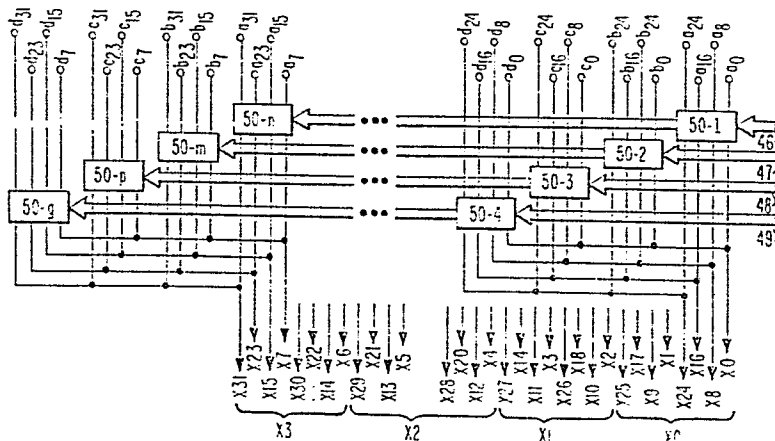 d31 d15 c31 c15 b31 b15 a31 a15 d24 d8 c24 c8 b24 b8 a24 a8
d23 d7 c23 c7 b23 b7 a23 a7 d16 d0 c16 c0 b16 b0 a16 a0
50-n 50-1
46
50-m 50-2
47
50-p 50-3
48
50-g 50-4
49
X23 X7 X22 X6 X21 X5 X20 X4 X14 X3 X18 X2 X17 X1 X16 X0
X31 X15 X30 X14 X29 X13 X28 X12 Y27 X11 X26 X10 Y25 X9 X24 X8
X3 X2 X1